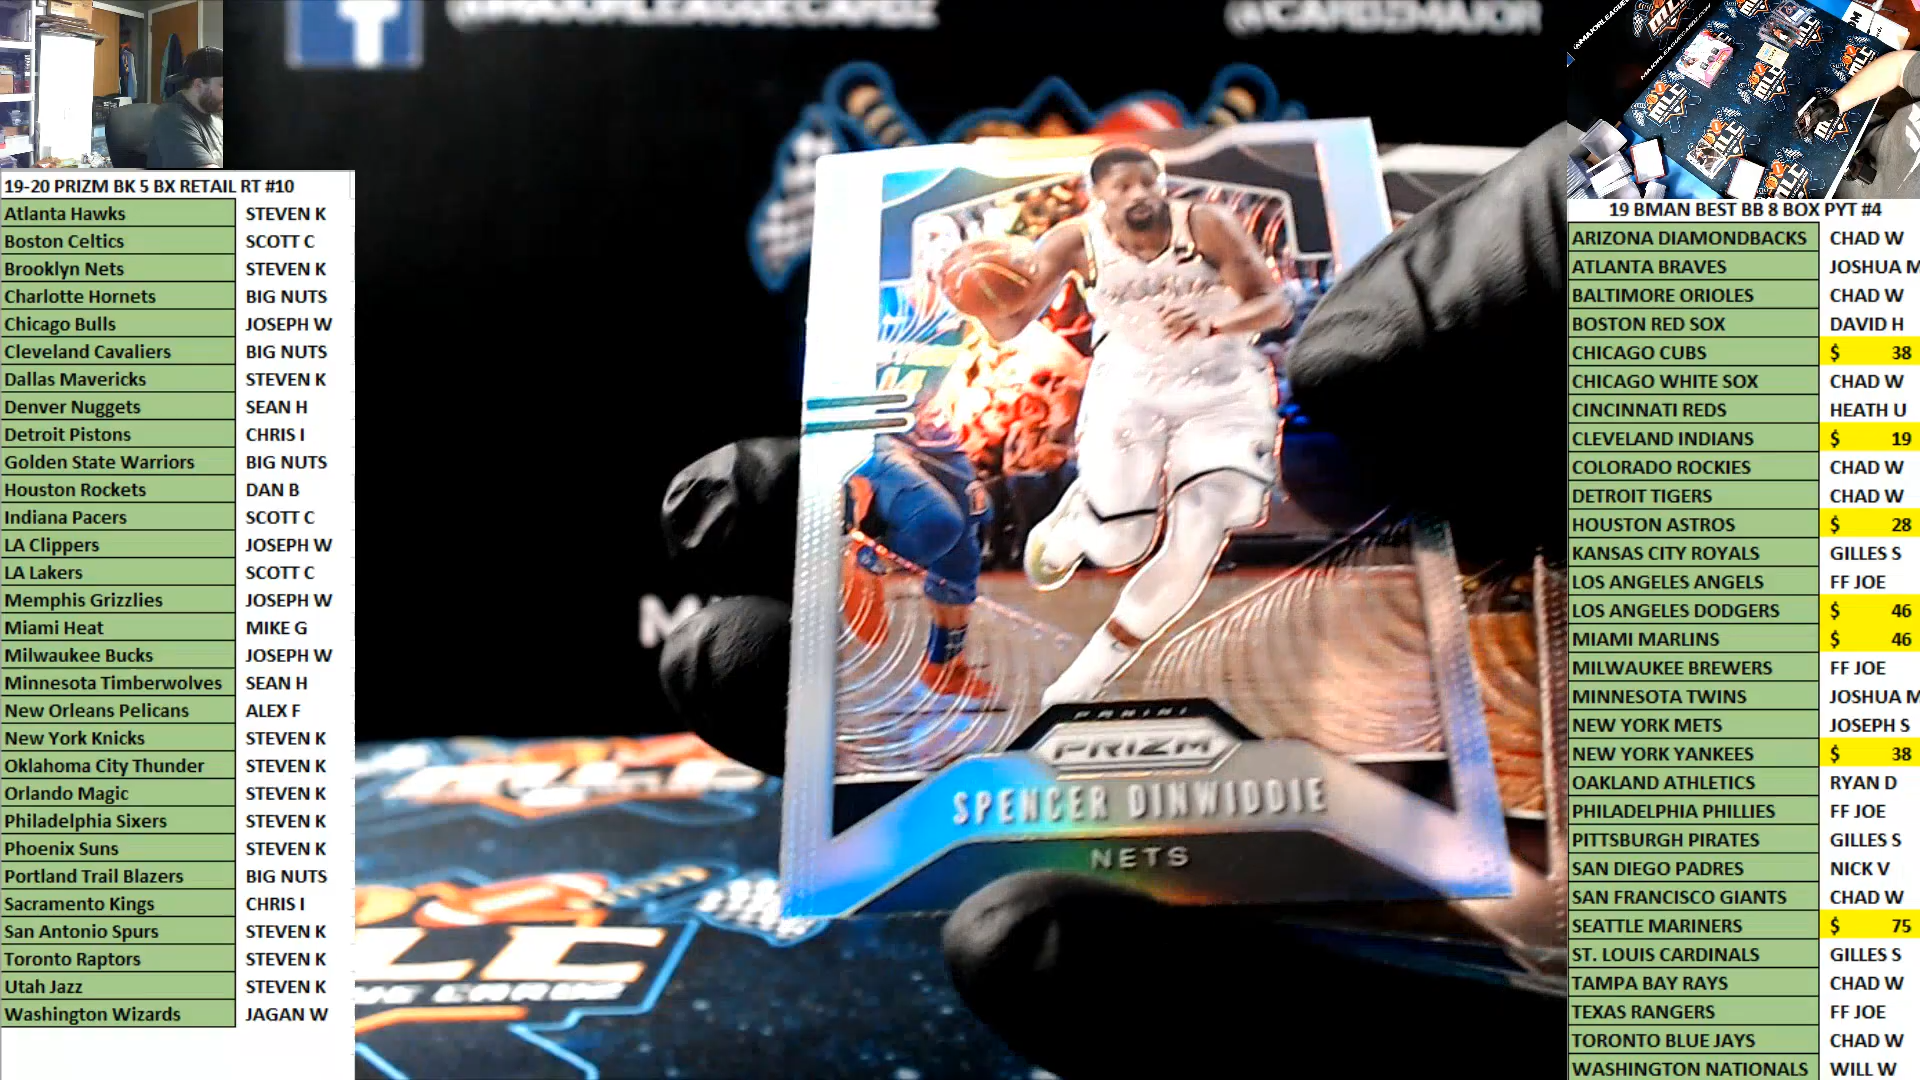 @MAJORLEAGUECARDZ
@CARDZMAJOR
19-20 PRIZM BK 5 BX RETAIL RT #10
Atlanta Hawks STEVEN K
Boston Celtics SCOTT C
Brooklyn Nets STEVEN K
Charlotte Hornets BIG NUTS
Chicago Bulls JOSEPH W
Cleveland Cavaliers BIG NUTS
Dallas Mavericks STEVEN K
Denver Nuggets SEAN H
Detroit Pistons CHRIS I
Golden State Warriors BIG NUTS
Houston Rockets DAN B
Indiana Pacers SCOTT C
LA Clippers JOSEPH W
LA Lakers SCOTT C
Memphis Grizzlies JOSEPH W
Miami Heat MIKE G
Milwaukee Bucks JOSEPH W
Minnesota Timberwolves SEAN H
New Orleans Pelicans ALEX F
New York Knicks STEVEN K
Oklahoma City Thunder STEVEN K
Orlando Magic STEVEN K
Philadelphia Sixers STEVEN K
Phoenix Suns STEVEN K
Portland Trail Blazers BIG NUTS
Sacramento Kings CHRIS I
San Antonio Spurs STEVEN K
Toronto Raptors STEVEN K
Utah Jazz STEVEN K
Washington Wizards JAGAN W
PANINI
PRIZM
SPENCER DINWIDDIE
NETS
19 BMAN BEST BB 8 BOX PYT #4
ARIZONA DIAMONDBACKS CHAD W
ATLANTA BRAVES JOSHUA M
BALTIMORE ORIOLES CHAD W
BOSTON RED SOX DAVID H
CHICAGO CUBS $ 38
CHICAGO WHITE SOX CHAD W
CINCINNATI REDS HEATH U
CLEVELAND INDIANS $ 19
COLORADO ROCKIES CHAD W
DETROIT TIGERS CHAD W
HOUSTON ASTROS $ 28
KANSAS CITY ROYALS GILLES S
LOS ANGELES ANGELS FF JOE
LOS ANGELES DODGERS $ 46
MIAMI MARLINS $ 46
MILWAUKEE BREWERS FF JOE
MINNESOTA TWINS JOSHUA M
NEW YORK METS JOSEPH S
NEW YORK YANKEES $ 38
OAKLAND ATHLETICS RYAN D
PHILADELPHIA PHILLIES FF JOE
PITTSBURGH PIRATES GILLES S
SAN DIEGO PADRES NICK V
SAN FRANCISCO GIANTS CHAD W
SEATTLE MARINERS $ 75
ST. LOUIS CARDINALS GILLES S
TAMPA BAY RAYS CHAD W
TEXAS RANGERS FF JOE
TORONTO BLUE JAYS CHAD W
WASHINGTON NATIONALS WILL W